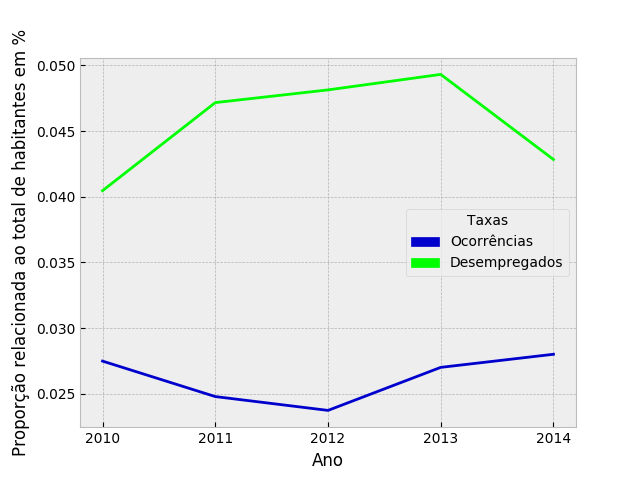 Proporção relacionada ao total de habitantes em %
0.050
0.045
0.040
0.035
0.030
0.025
Taxas
Ocorrências
Desempregados
2010 2011 2012 2013 2014
Ano